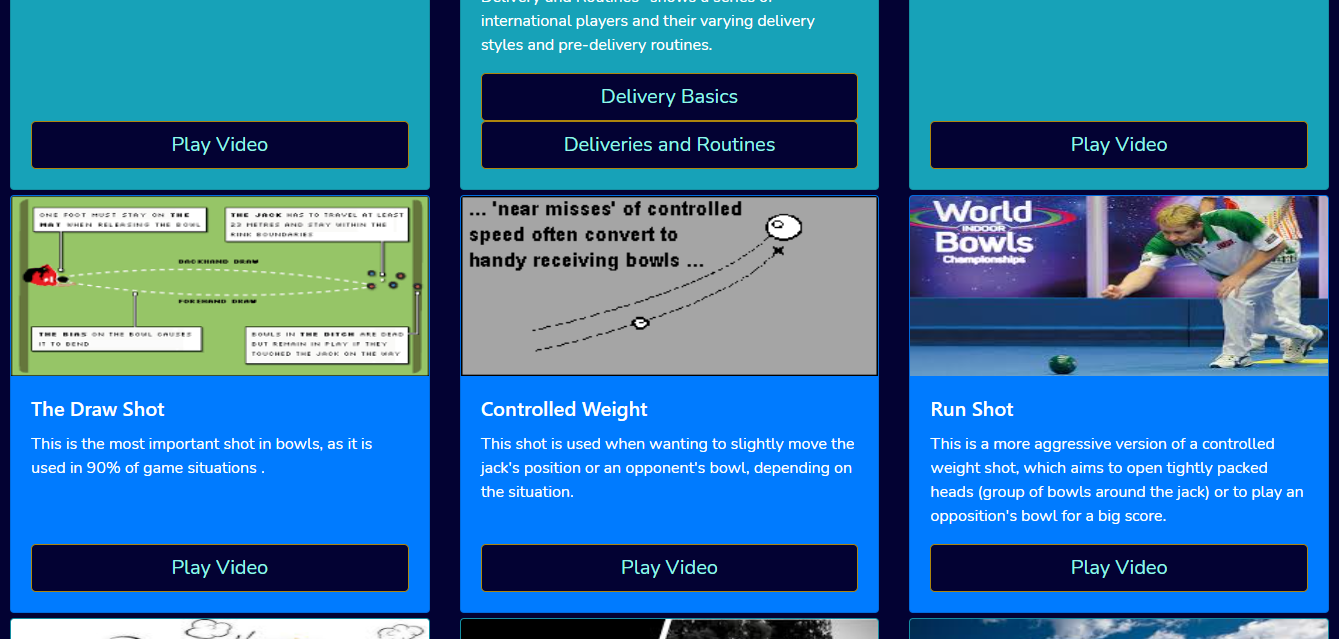 international players and their varying delivery
styles and pre-delivery routines.
Delivery Basics
Play Video
Deliveries and Routines
Play Video
ONE FOOT MUST STAY ON THE
MAT WHEN RELEASING THE BOWL
THE JACK HAS TO TRAVEL AT LEAST
23 METRES AND STAY WITHIN THE
RINK BOUNDARIES
BACKHAND DRAW
FOREHAND DRAW
THE BIAS ON THE BOWL CAUSES
IT TO BEND
BOWLS IN THE DITCH ARE DEAD
BUT REMAIN IN PLAY IF THEY
TOUCHED THE JACK ON THE WAY
... 'near misses' of controlled
speed often convert to
handy receiving bowls ...
World
INDOOR
Bowls
Championships
The Draw Shot
This is the most important shot in bowls, as it is
used in 90% of game situations .
Play Video
Controlled Weight
This shot is used when wanting to slightly move the
jack's position or an opponent's bowl, depending on
the situation.
Play Video
Run Shot
This is a more aggressive version of a controlled
weight shot, which aims to open tightly packed
heads (group of bowls around the jack) or to play an
opposition's bowl for a big score.
Play Video